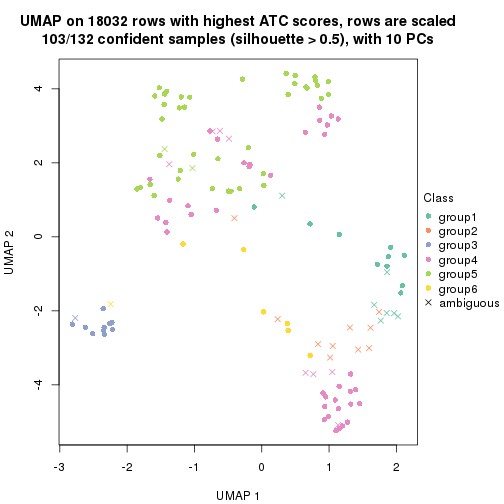 UMAP on 18032 rows with highest ATC scores, rows are scaled
103/132 confident samples (silhouette > 0.5), with 10 PCs
4
2
0
-2
-4
UMAP 2
-3
-2
-1
0
1
2
UMAP 1
Class
group1
group2
group3
group4
group5
group6
ambiguous